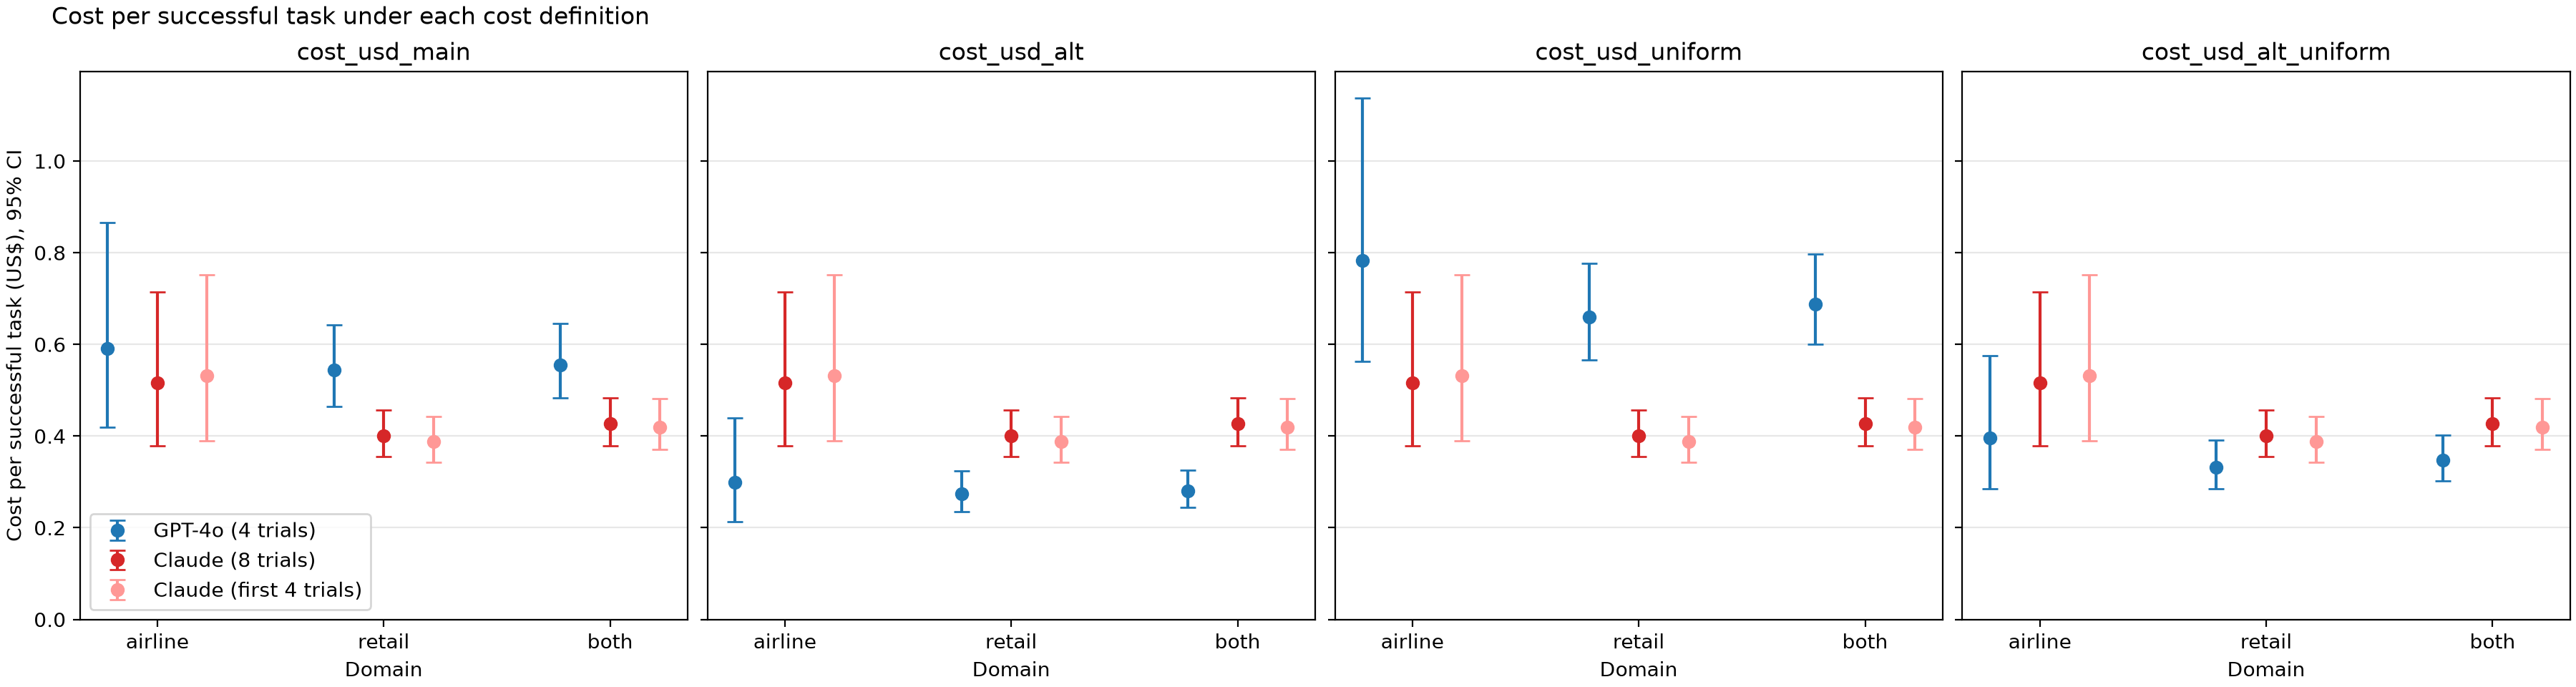 Cost per successful task under each cost definition
cost_usd_main
cost_usd_alt
cost_usd_uniform
cost_usd_alt_uniform
Cost per successful task (US$), 95% CI
1.0
0.8
0.6
0.4
0.2
0.0
GPT-4o (4 trials)
Claude (8 trials)
Claude (first 4 trials)
airline retail both
Domain
airline retail both
Domain
airline retail both
Domain
airline retail both
Domain